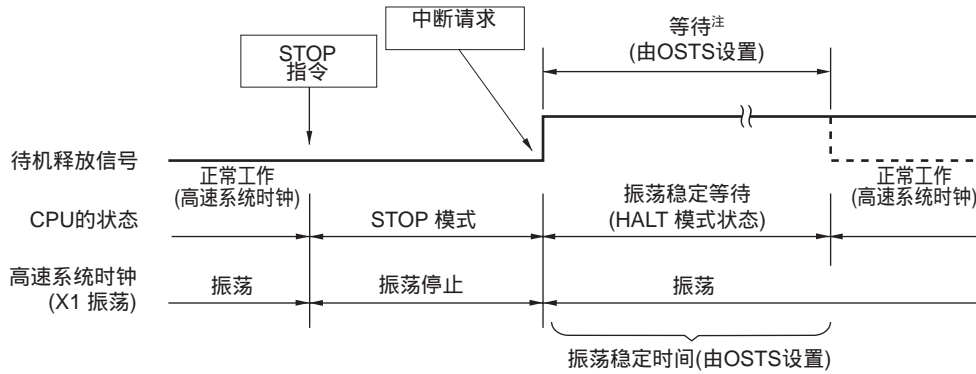 中断请求
等待注
(由OSTS设置)
STOP
指令
待机释放信号
正常工作
(高速系统时钟)
正常工作
(高速系统时钟)
CPU的状态
STOP 模式
振荡稳定等待
(HALT 模式状态)
高速系统时钟
(X1 振荡)
振荡
振荡停止
振荡
振荡稳定时间(由OSTS设置)